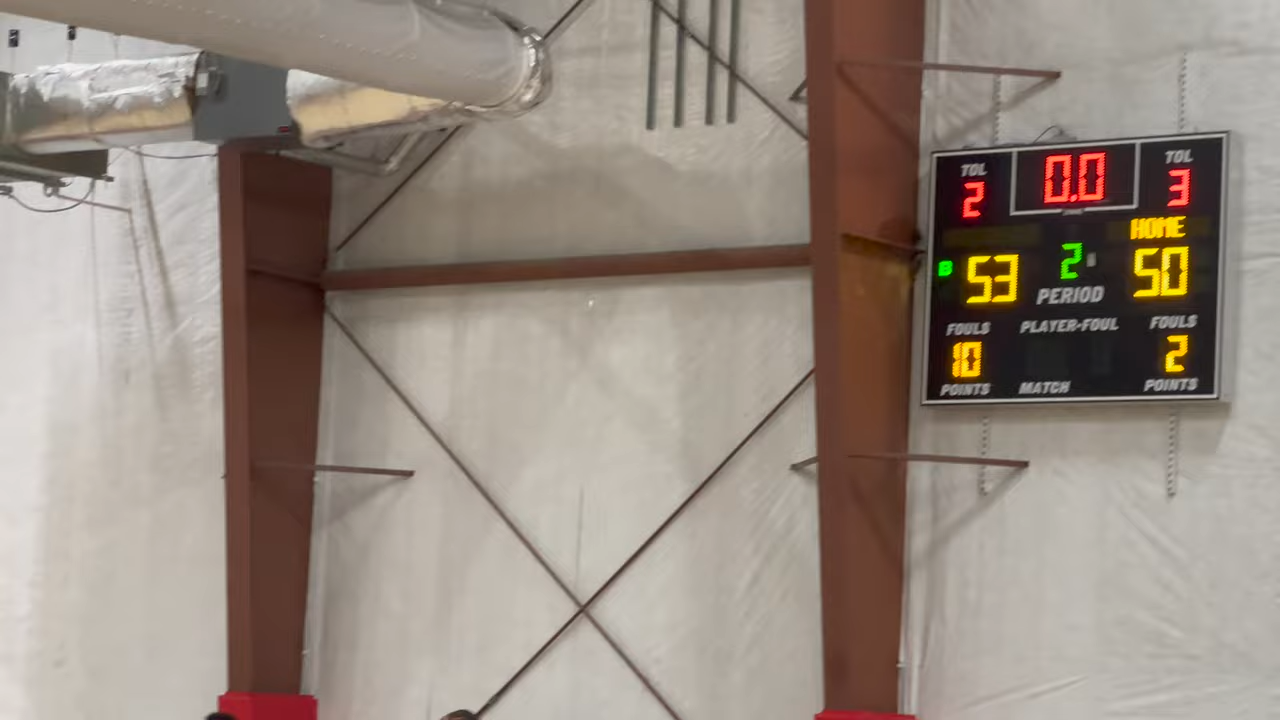 TOL 0.0 TOL
2 3
HOME
B 53 2 50
PERIOD
FOULS PLAYER-FOUL FOULS
10 2
POINTS MATCH POINTS